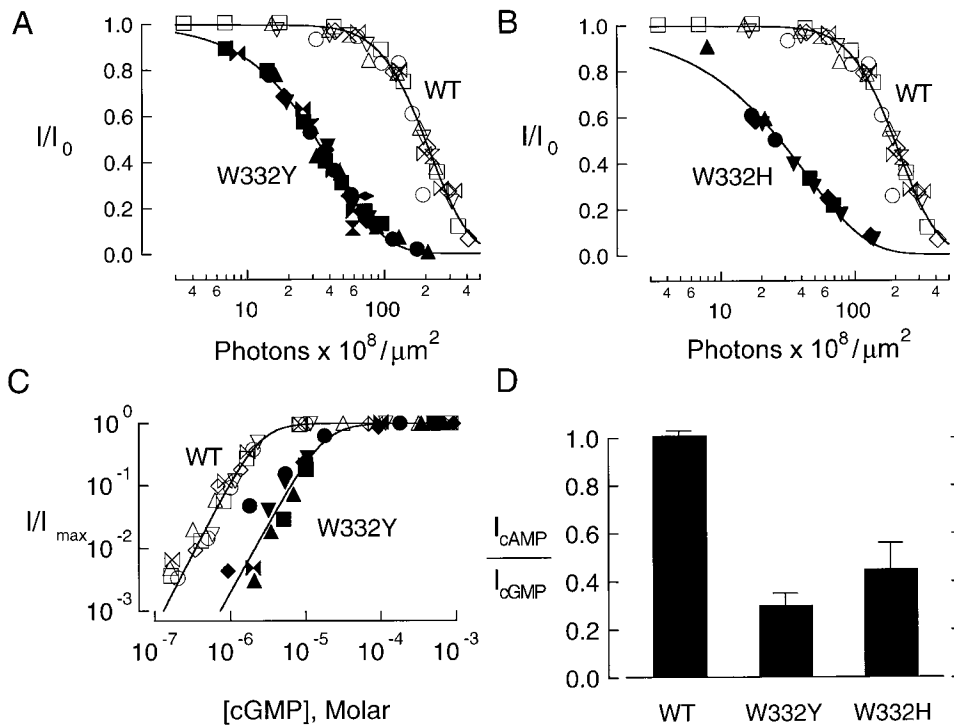 A
1.0
0.8
0.6
0.4
0.2
0.0
I/I0
WT
W332Y
4 6 10 2 4 6 100 2 4
Photons x 10^8/μm^2
B
1.0
0.8
0.6
0.4
0.2
0.0
I/I0
WT
W332H
4 6 10 2 4 6 100 2 4
Photons x 10^8/μm^2
C
10^0
10^-1
10^-2
10^-3
I/I max
WT
W332Y
10^-7 10^-6 10^-5 10^-4 10^-3
[cGMP], Molar
D
1.0
0.8
0.6
0.4
0.2
0.0
IcAMP
IcGMP
WT W332Y W332H